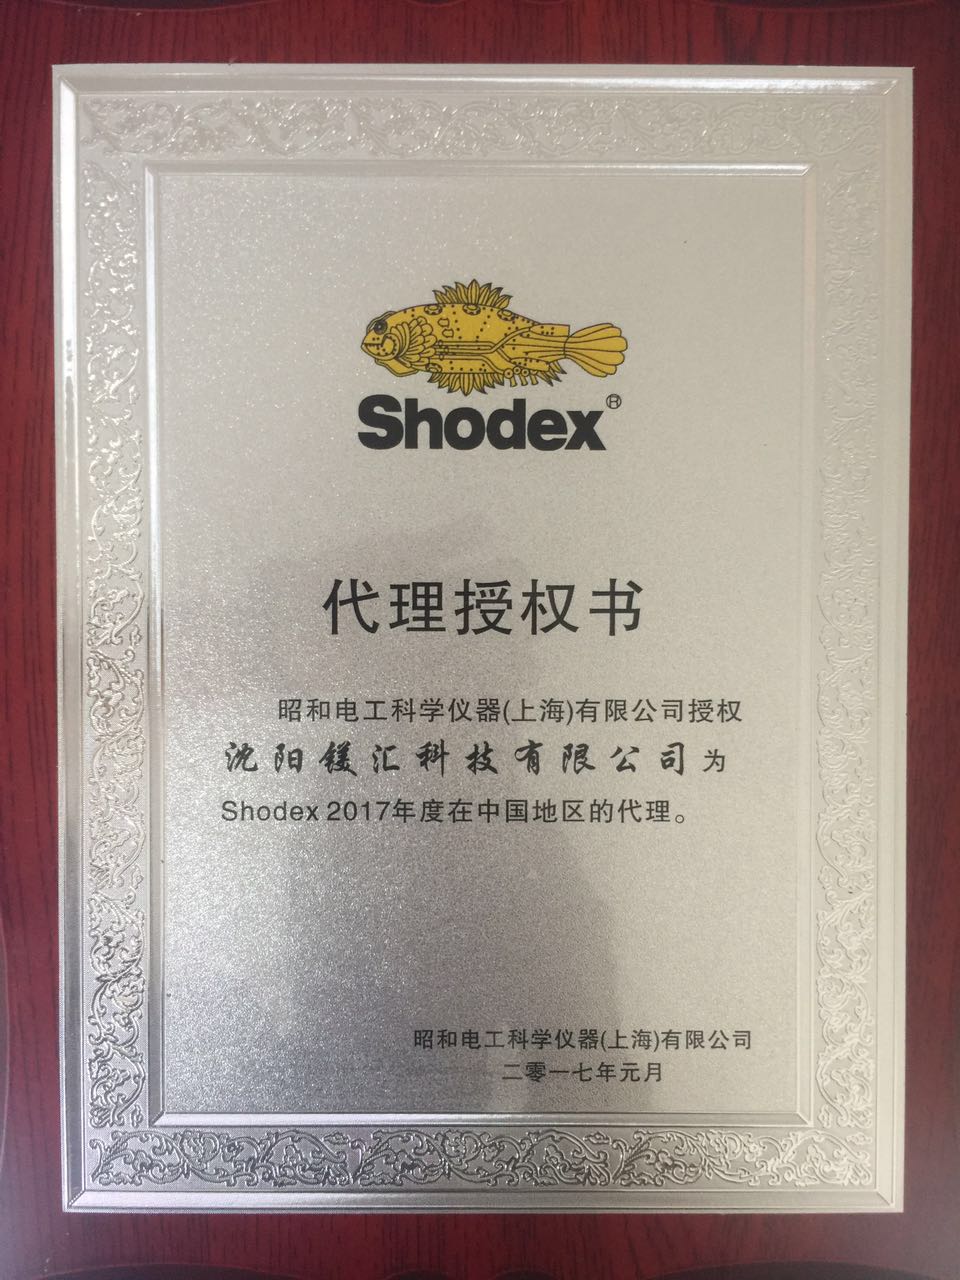 Shodex®
代理授权书
昭和电工科学仪器(上海)有限公司授权
沈阳镁汇科技有限公司为
Shodex 2017年度在中国地区的代理。
昭和电工科学仪器(上海)有限公司
二零一七年元月